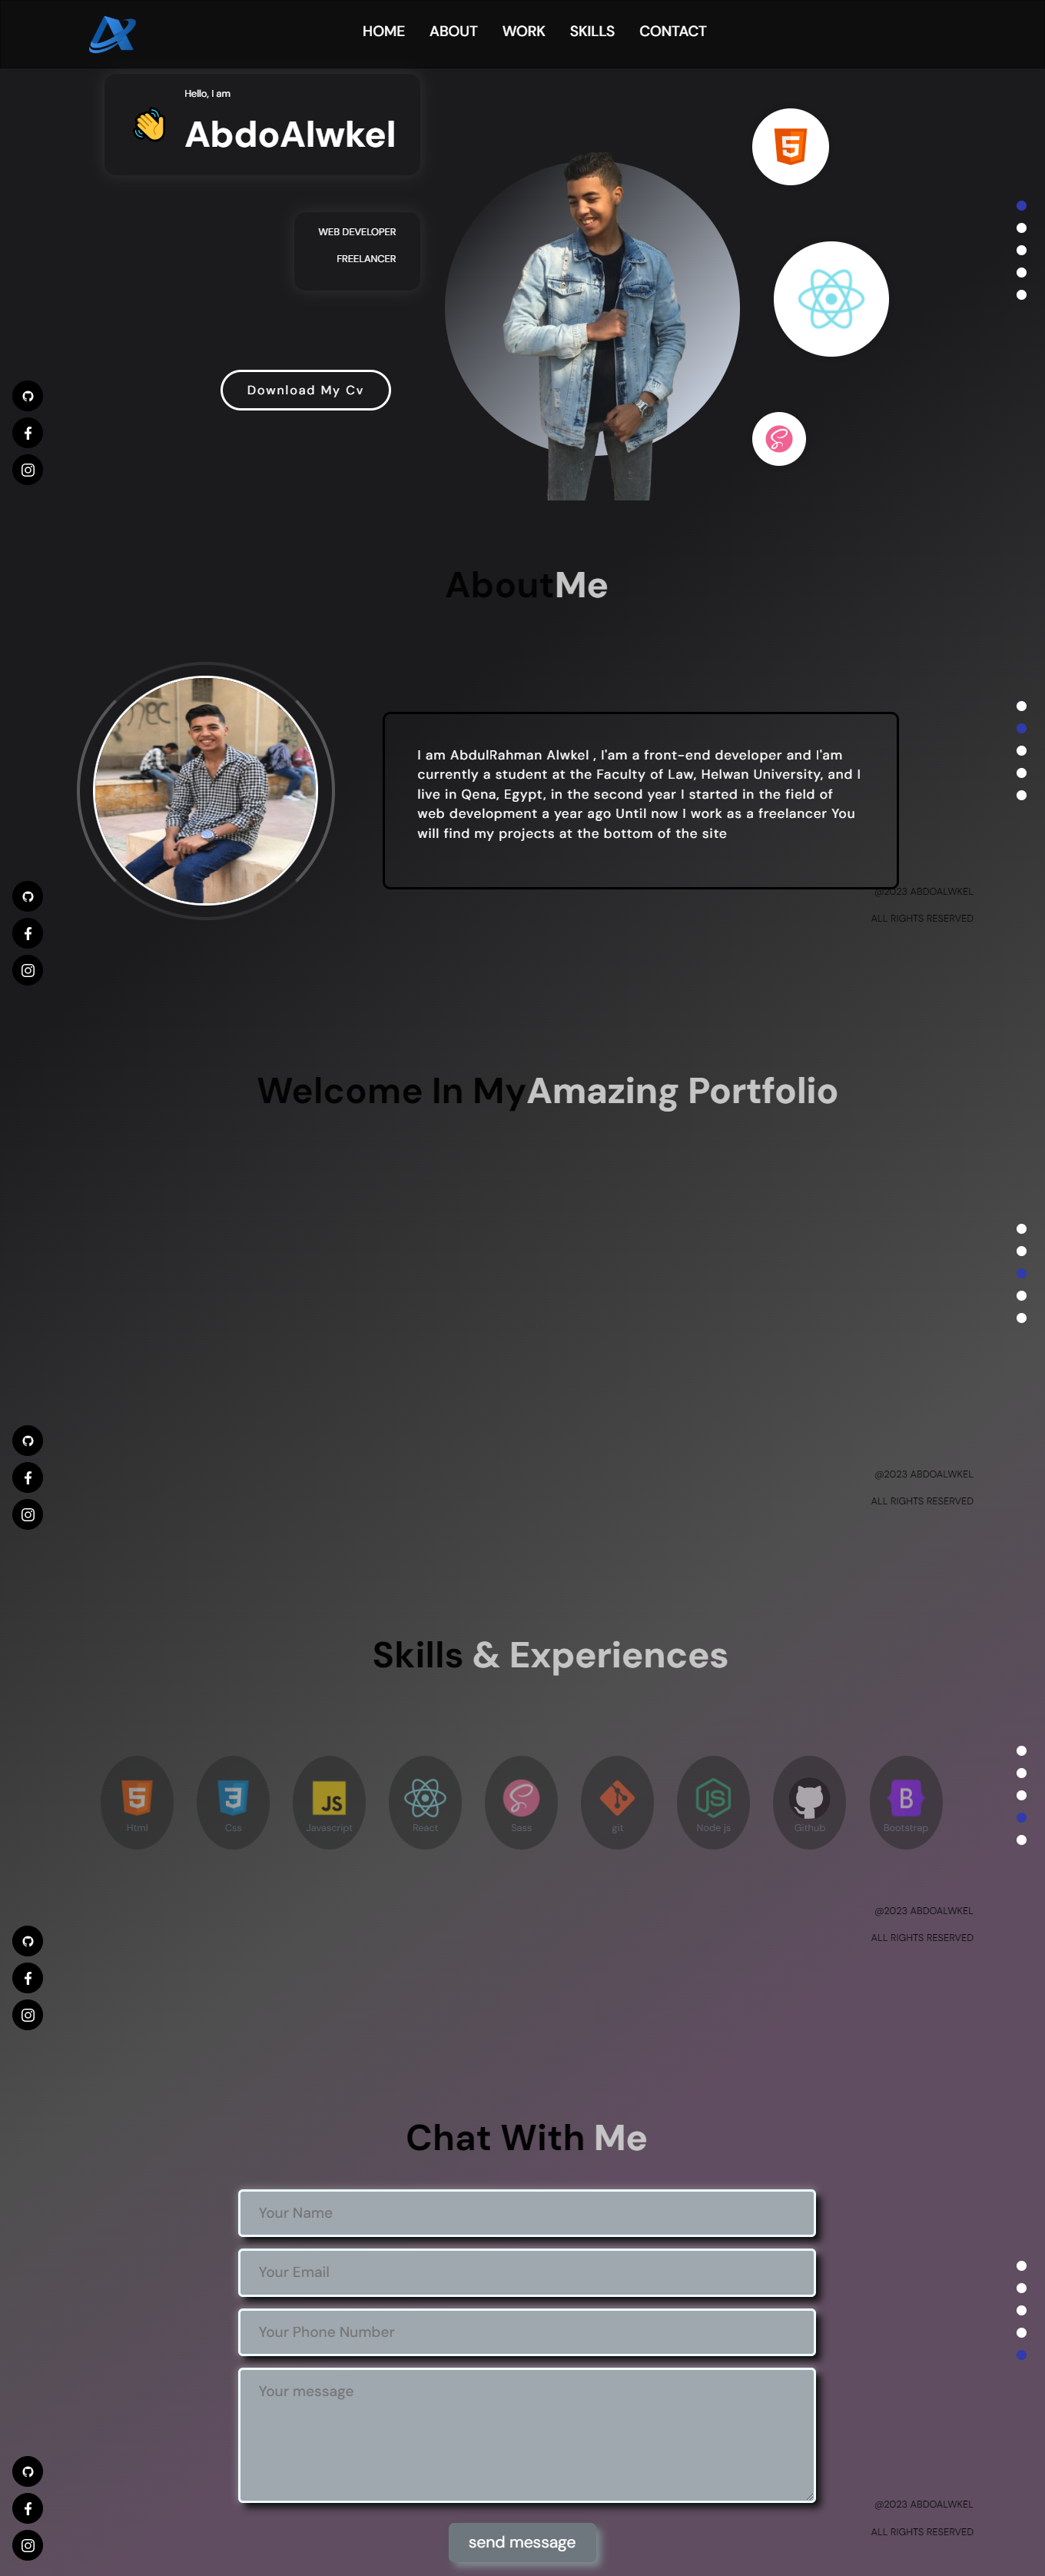 HOME ABOUT WORK SKILLS CONTACT
Hello, I am
AbdoAlwkel
WEB DEVELOPER
FREELANCER
Download My Cv
AboutMe
I am AbdulRahman Alwkel , I'am a front-end developer and I'am
currently a student at the Faculty of Law, Helwan University, and I
live in Qena, Egypt, in the second year I started in the field of
web development a year ago Until now I work as a freelancer You
will find my projects at the bottom of the site
@2023 ABDOALWKEL
ALL RIGHTS RESERVED
Welcome In MyAmazing Portfolio
@2023 ABDOALWKEL
ALL RIGHTS RESERVED
Skills & Experiences
JS JS B
Html Css Javascript React Sass git Node js Github Bootstrap
@2023 ABDOALWKEL
ALL RIGHTS RESERVED
Chat With Me
Your Name
Your Email
Your Phone Number
Your message
@2023 ABDOALWKEL
ALL RIGHTS RESERVED
send message